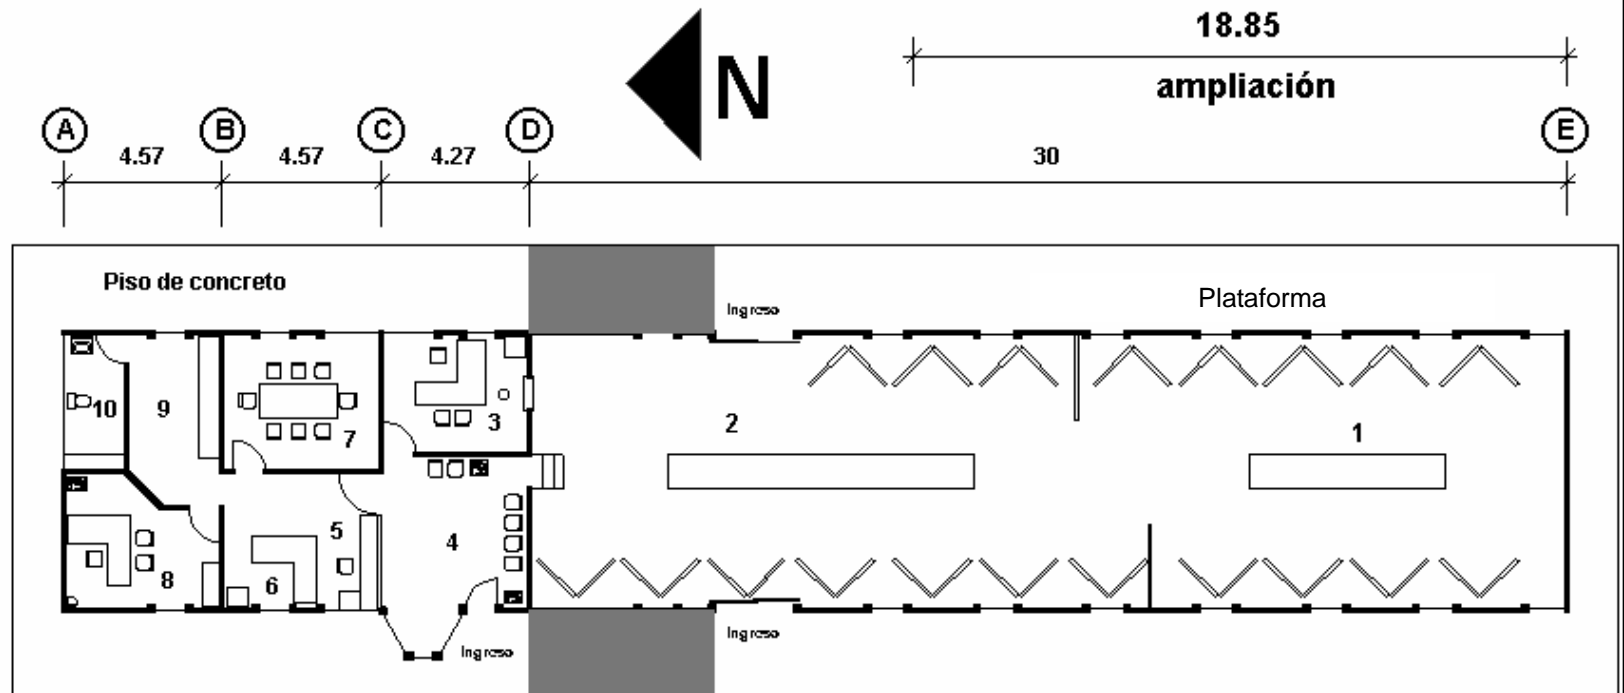 18.85
N
ampliación
A B C D E
4.57 4.57 4.27 30
Piso de concreto
Ingreso
Plataforma
10 9 7 3 2 1
8 6 5 4
Ingreso
Ingreso